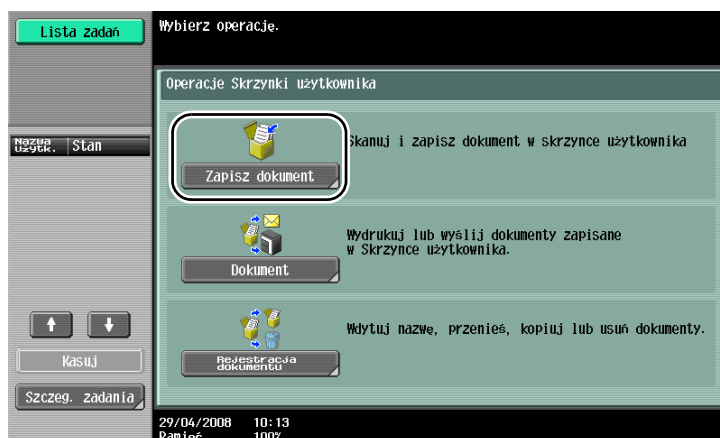 Lista zadań
Wybierz operację.
Operacje Skrzynki użytkownika
Nazwa użytk.
Stan
Skanuj i zapisz dokument w skrzynce użytkownika
Zapisz dokument
Wydrukuj lub wyślij dokumenty zapisane
w Skrzynce użytkownika.
Dokument
Wdytuj nazwę, przenieś, kopiuj lub usuń dokumenty.
Rejestracja
dokumentu
Kasuj
Szczeg. zadania
29/04/2008 10:13
Pamięć 100%